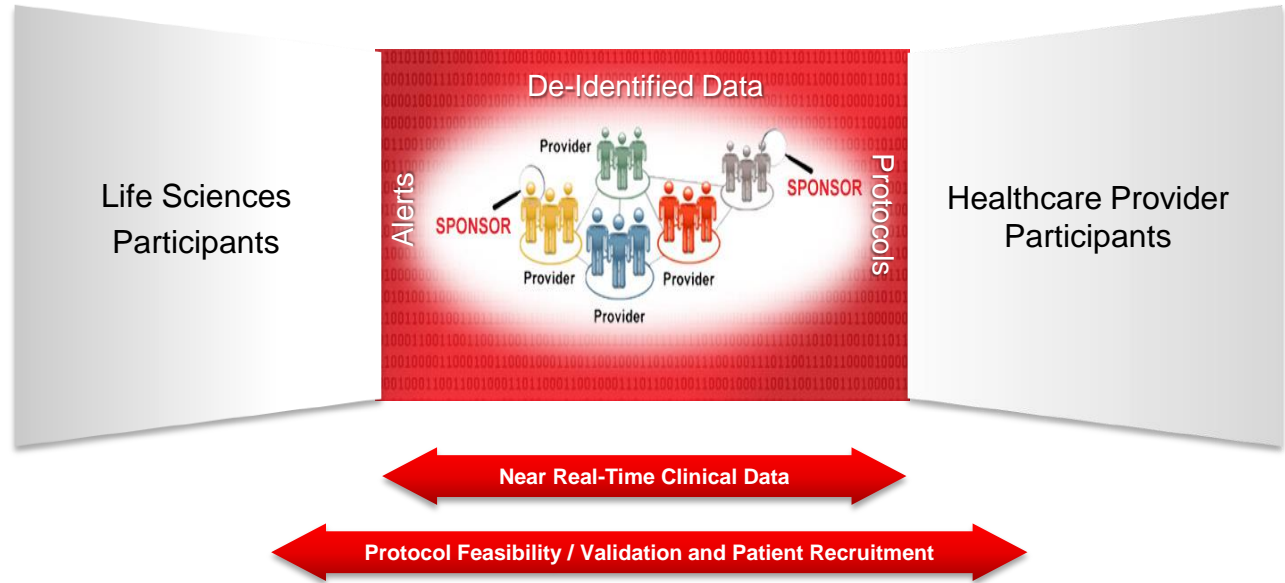 De-Identified Data
Life Sciences
Participants
Alerts
Provider
SPONSOR
SPONSOR
Provider
Provider
Provider
Protocols
Healthcare Provider
Participants
Near Real-Time Clinical Data
Protocol Feasibility / Validation and Patient Recruitment